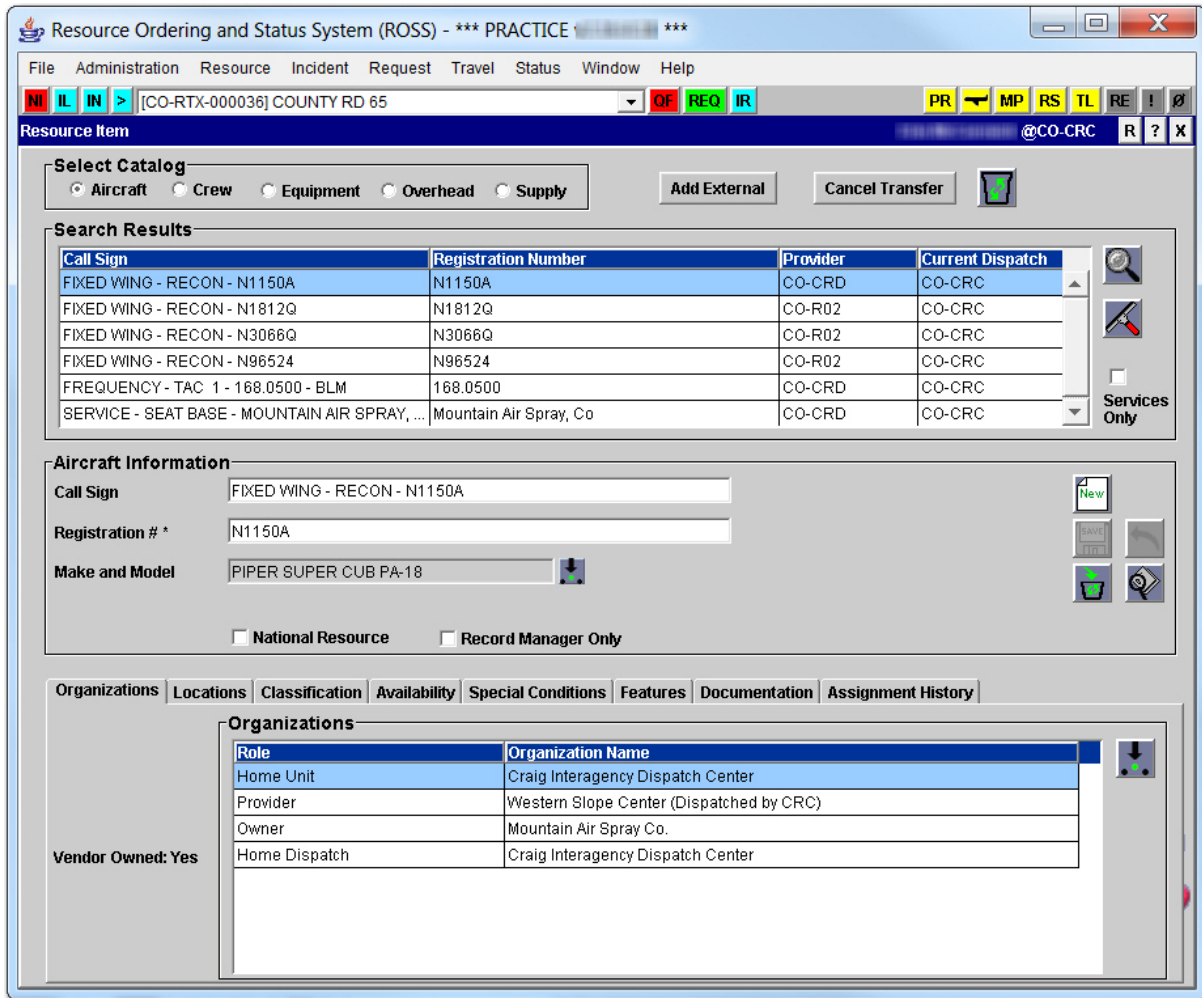 Resource Ordering and Status System (ROSS) - *** PRACTICE ***
File Administration Resource Incident Request Travel Status Window Help
NI IL IN > [CO-RTX-000036] COUNTY RD 65 QF REQ IR PR MP RS TL RE ! Ø
Resource Item @CO-CRC R ? X
Select Catalog
Aircraft Crew Equipment Overhead Supply Add External Cancel Transfer
Search Results
Call Sign Registration Number Provider Current Dispatch
FIXED WING - RECON - N1150A N1150A CO-CRD CO-CRC
FIXED WING - RECON - N1812Q N1812Q CO-R02 CO-CRC
FIXED WING - RECON - N3066Q N3066Q CO-R02 CO-CRC
FIXED WING - RECON - N96524 N96524 CO-R02 CO-CRC
FREQUENCY - TAC 1 - 168.0500 - BLM 168.0500 CO-CRD CO-CRC
SERVICE - SEAT BASE - MOUNTAIN AIR SPRAY, ... Mountain Air Spray, Co CO-CRD CO-CRC
Services
Only
Aircraft Information
Call Sign FIXED WING - RECON - N1150A
New
Registration # * N1150A
SAVE
Make and Model PIPER SUPER CUB PA-18
National Resource Record Manager Only
Organizations Locations Classification Availability Special Conditions Features Documentation Assignment History
Organizations
Role Organization Name
Home Unit Craig Interagency Dispatch Center
Provider Western Slope Center (Dispatched by CRC)
Owner Mountain Air Spray Co.
Vendor Owned: Yes Home Dispatch Craig Interagency Dispatch Center